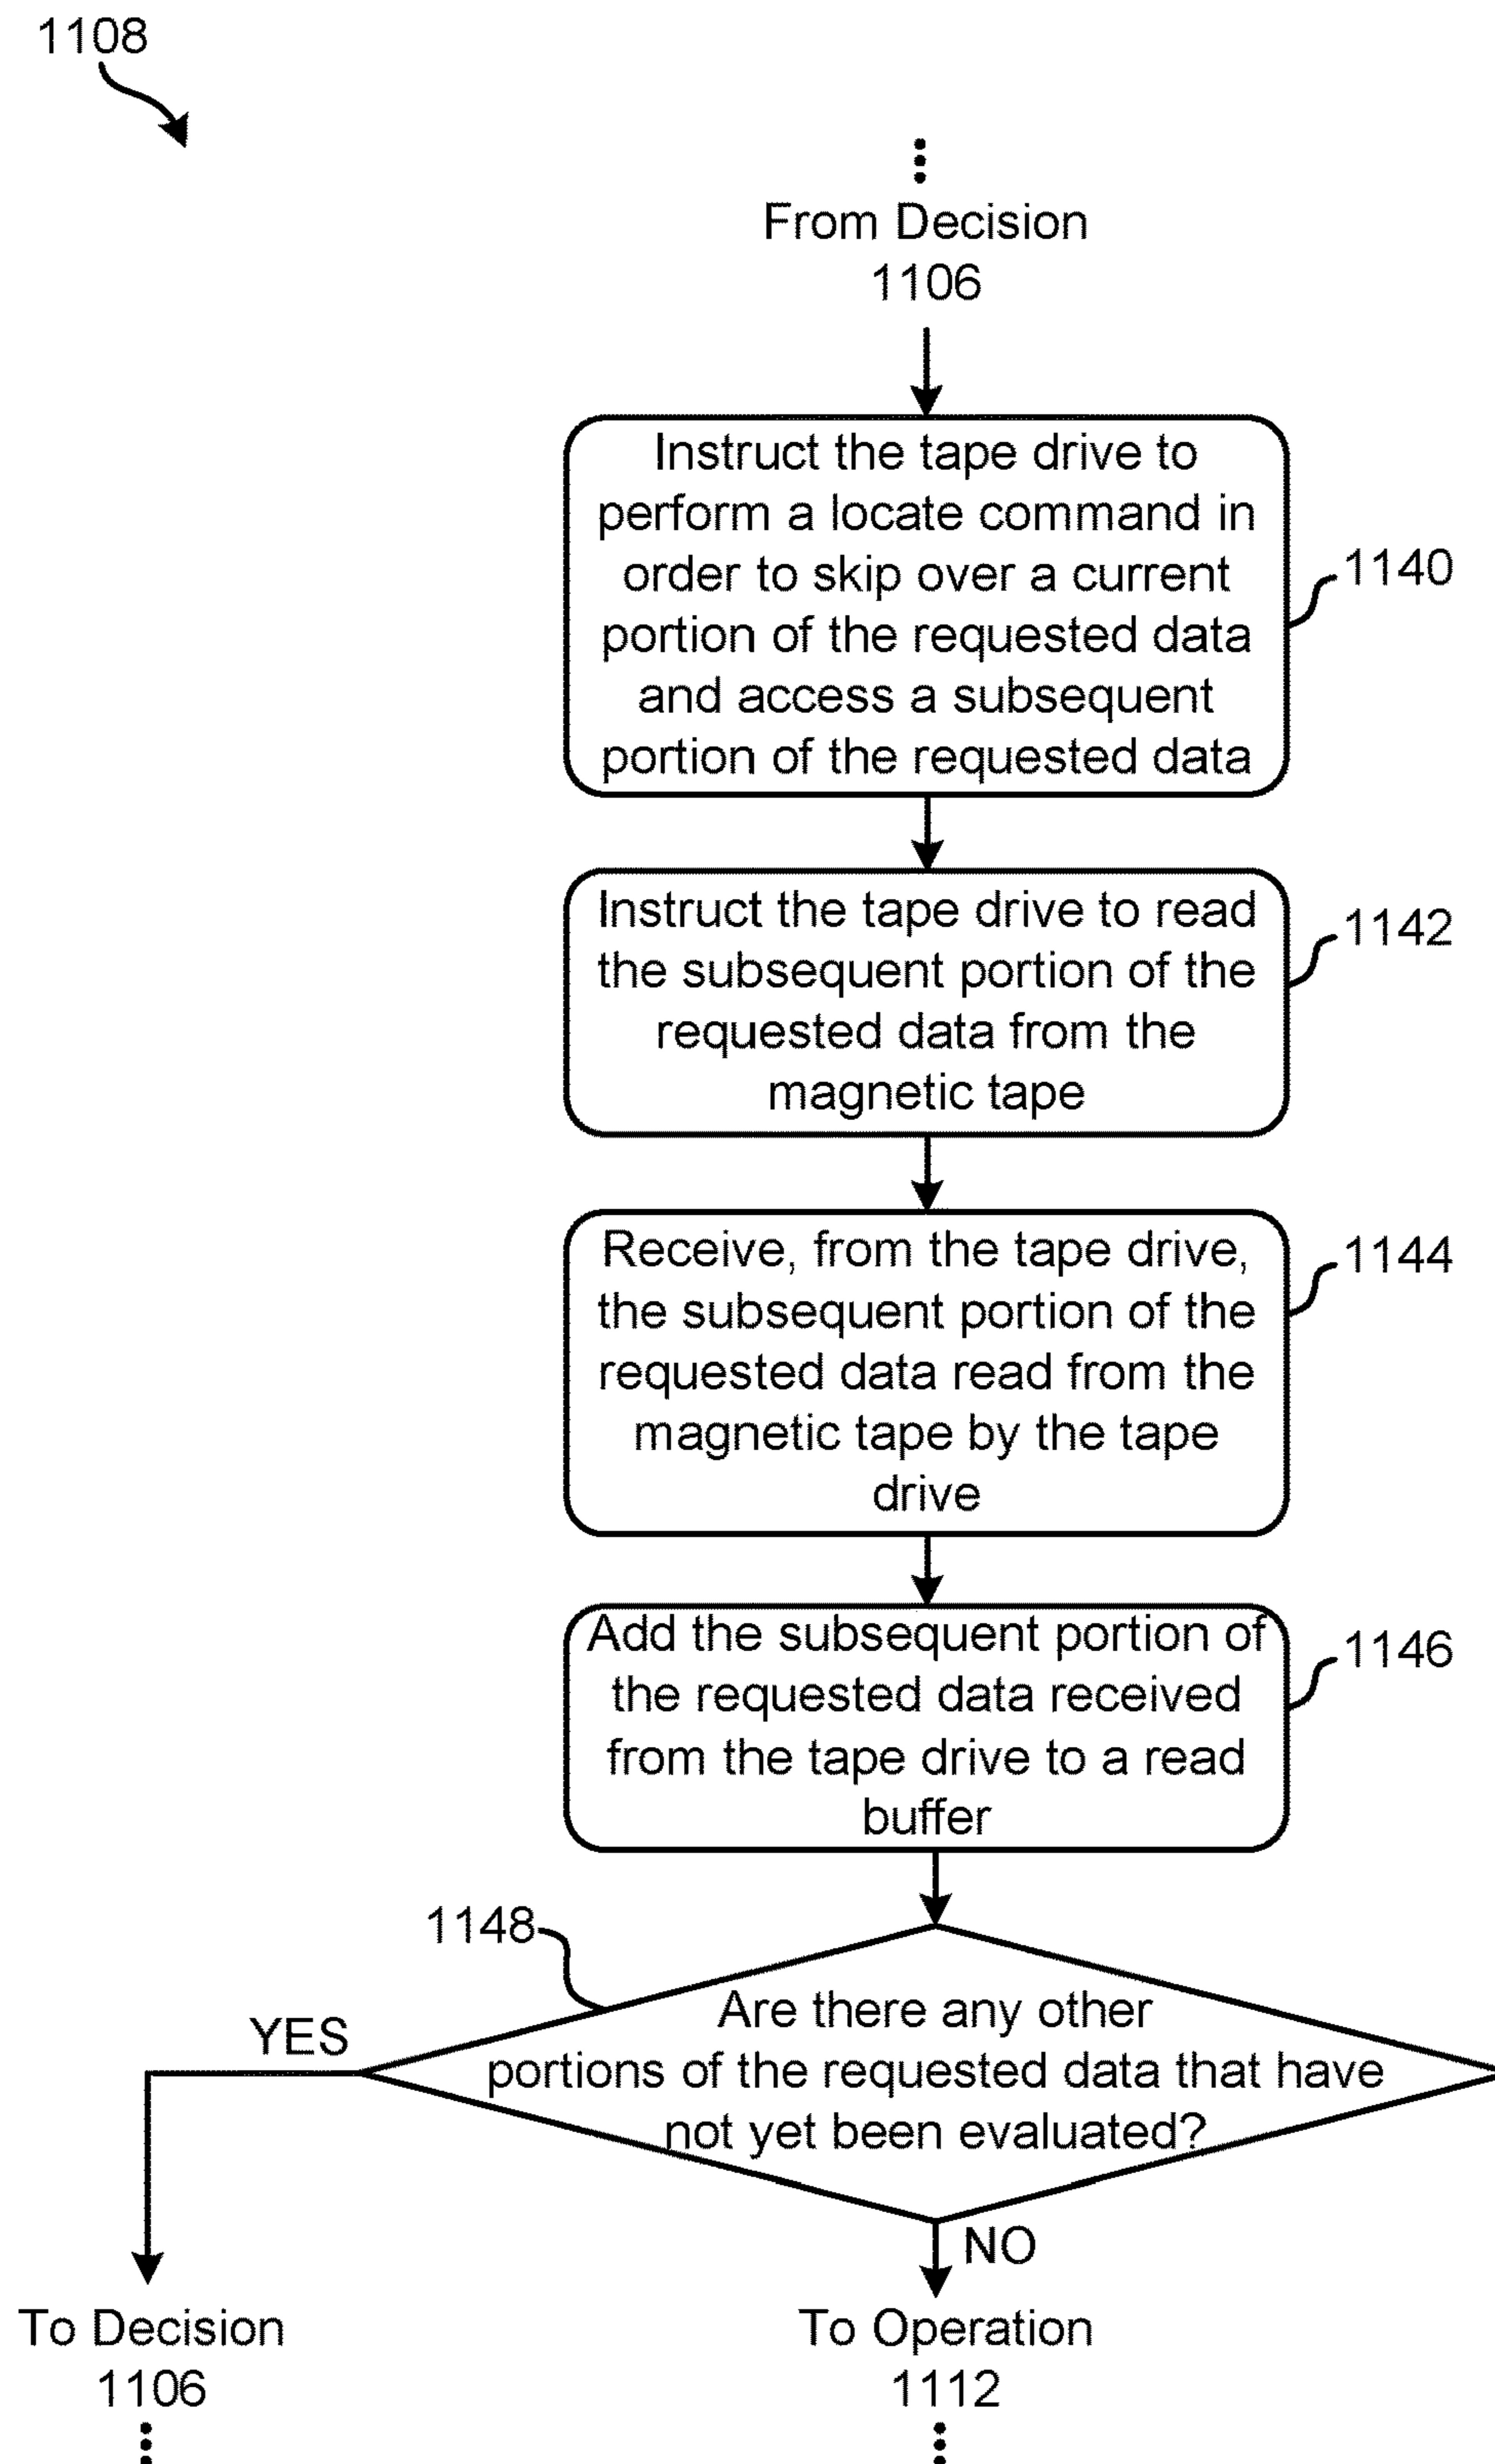 1108
From Decision
1106
Instruct the tape drive to
perform a locate command in
order to skip over a current
portion of the requested data
and access a subsequent
portion of the requested data
1140
Instruct the tape drive to read
the subsequent portion of the
requested data from the
magnetic tape
1142
Receive, from the tape drive,
the subsequent portion of the
requested data read from the
magnetic tape by the tape
drive
1144
Add the subsequent portion of
the requested data received
from the tape drive to a read
buffer
1146
1148
Are there any other
portions of the requested data that have
not yet been evaluated?
YES
NO
To Decision
1106
To Operation
1112